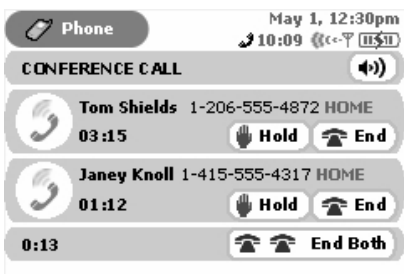 Phone
May 1, 12:30pm
10:09
CONFERENCE CALL
Tom Shields 1-206-555-4872 HOME
03:15 Hold End
Janey Knoll 1-415-555-4317 HOME
01:12 Hold End
0:13 End Both